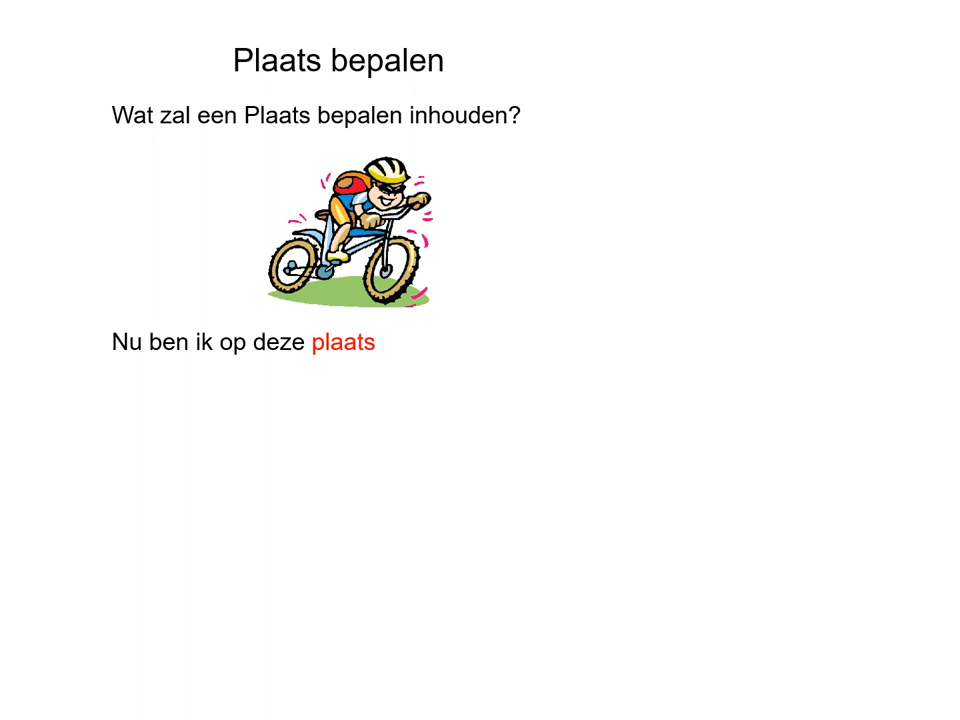 Plaats bepalen
Wat zal een Plaats bepalen inhouden?
Nu ben ik op deze plaats